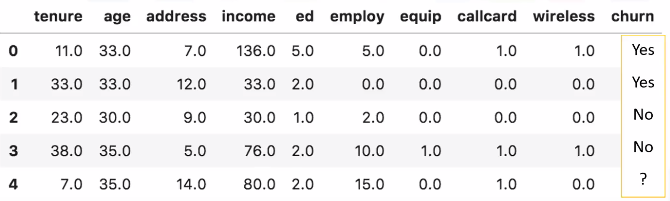 tenure age address income ed employ equip callcard wireless churn
0 11.0 33.0 7.0 136.0 5.0 5.0 0.0 1.0 1.0 Yes
1 33.0 33.0 12.0 33.0 2.0 0.0 0.0 0.0 0.0 Yes
2 23.0 30.0 9.0 30.0 1.0 2.0 0.0 0.0 0.0 No
3 38.0 35.0 5.0 76.0 2.0 10.0 1.0 1.0 1.0 No
4 7.0 35.0 14.0 80.0 2.0 15.0 0.0 1.0 0.0 ?